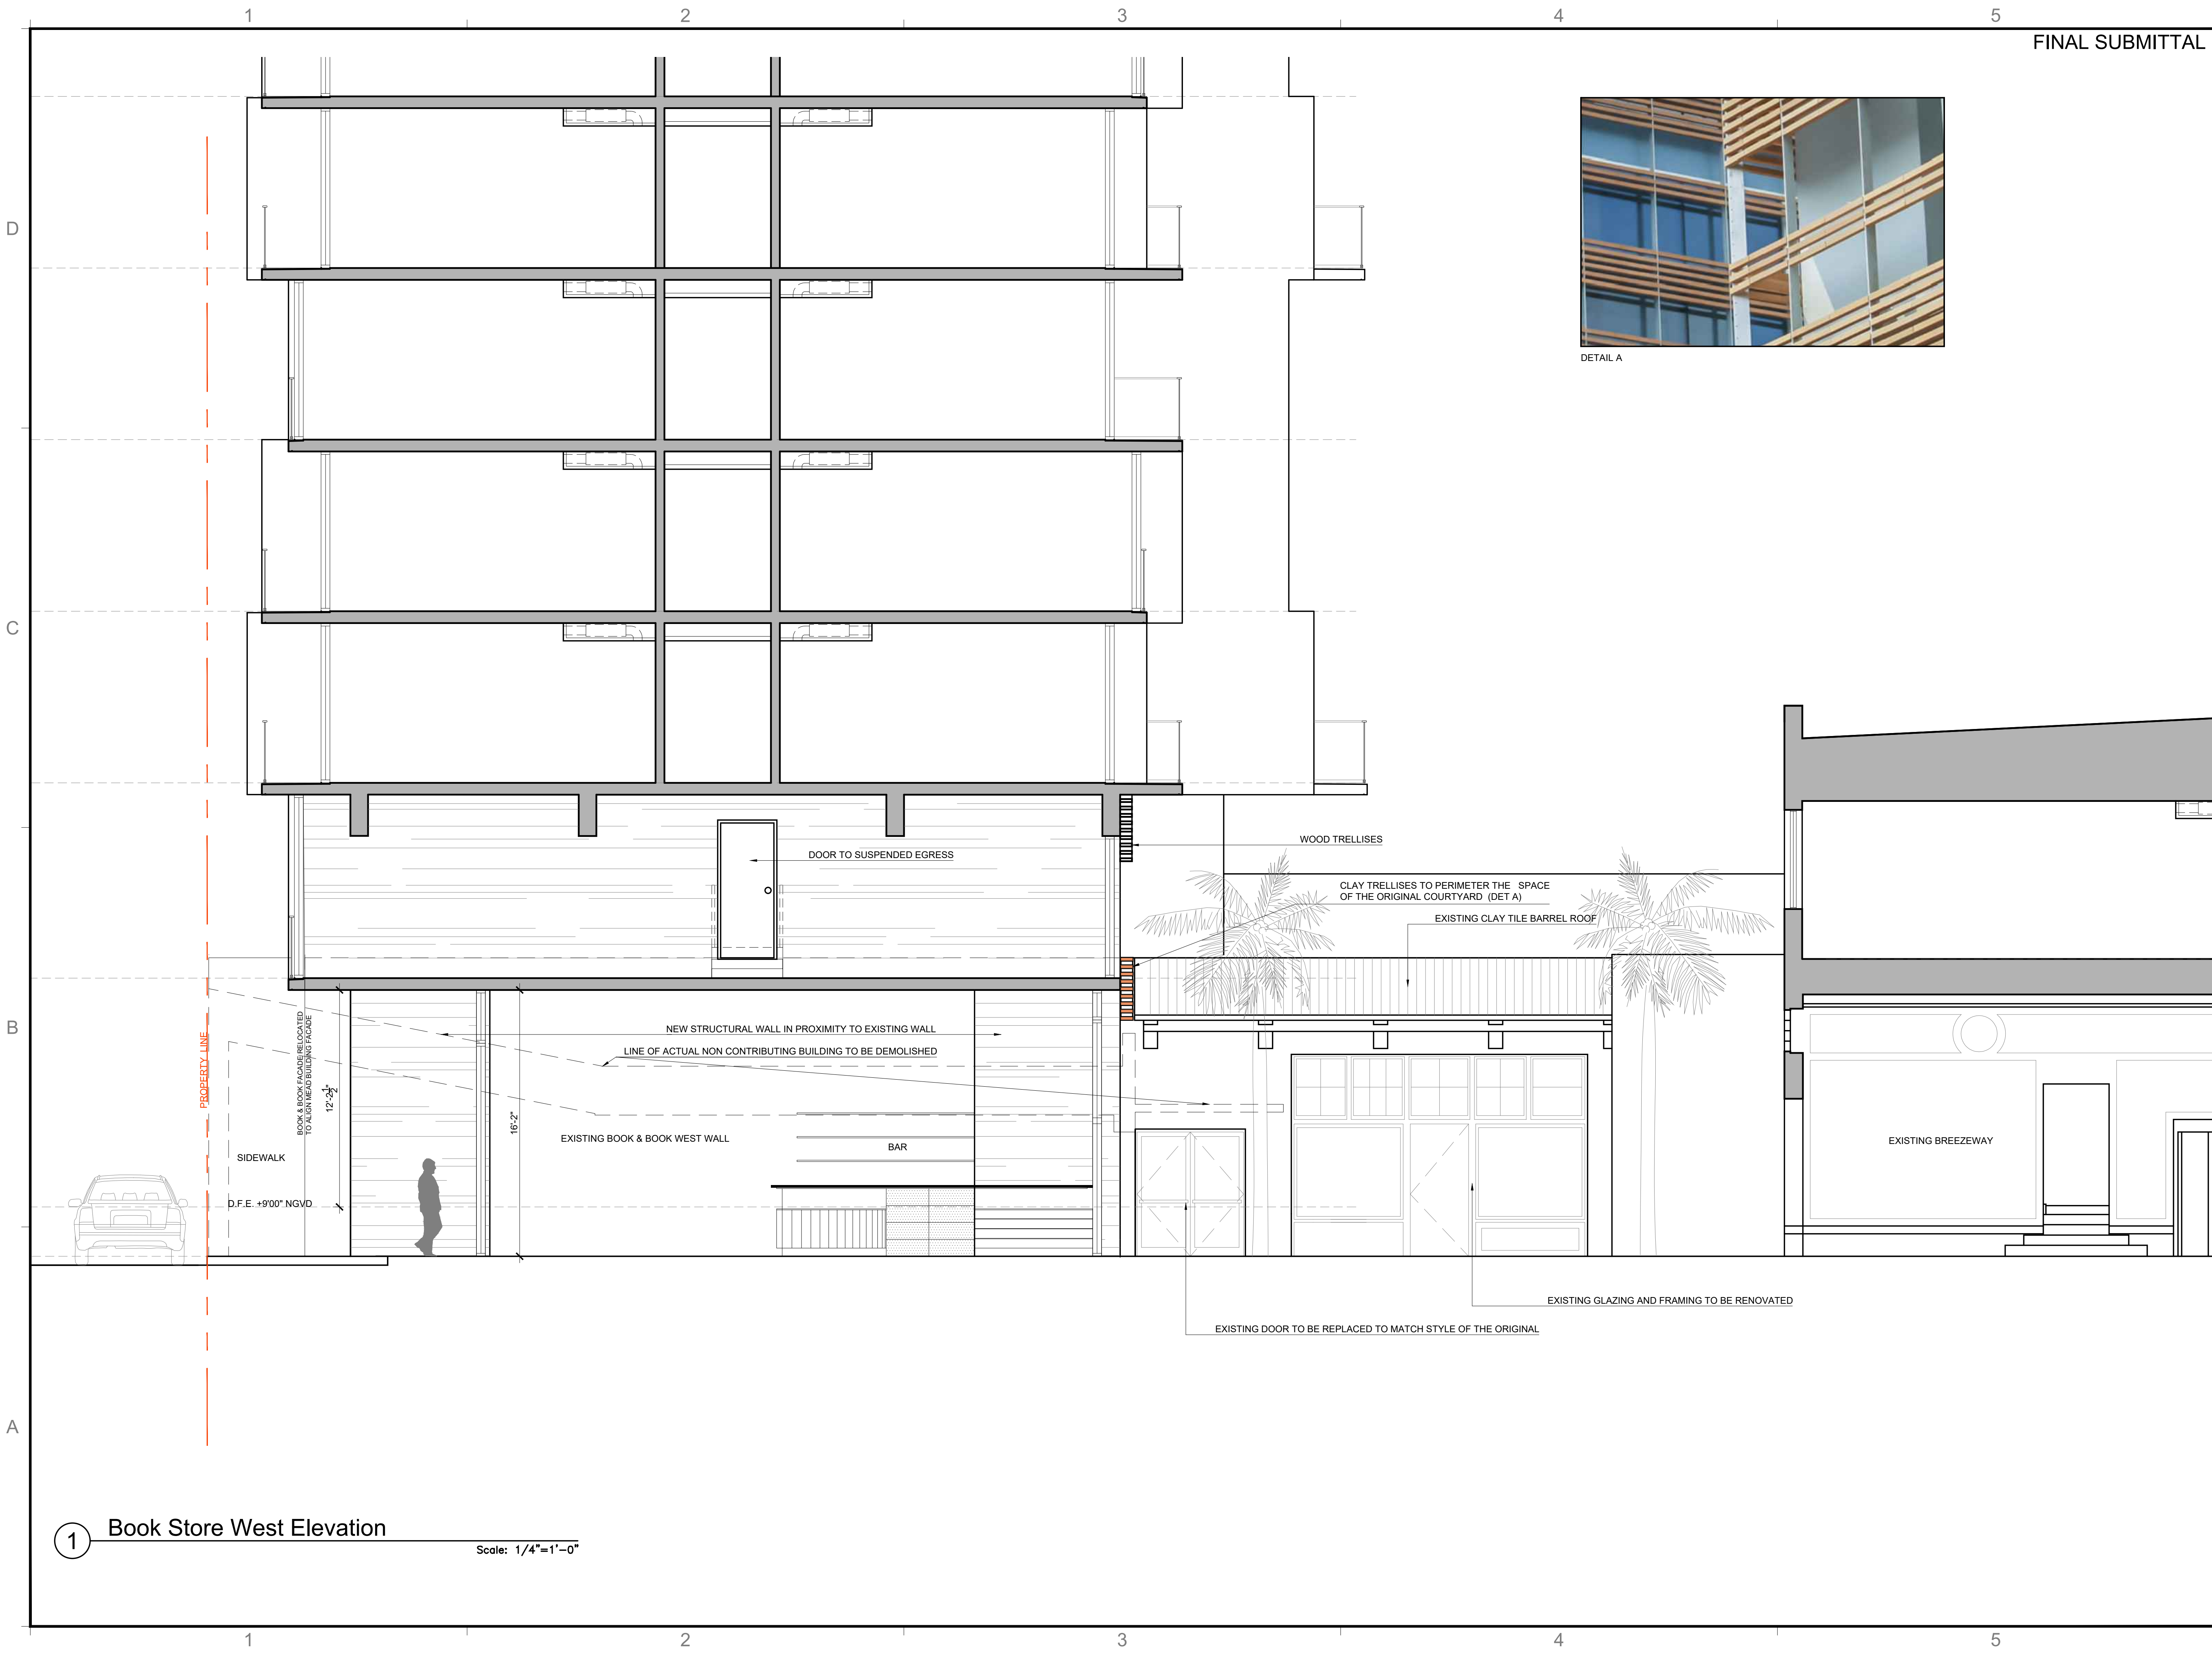 1 2 3 4 5
FINAL SUBMITTAL
D
DETAIL A
C
WOOD TRELLISES
DOOR TO SUSPENDED EGRESS
CLAY TRELLISES TO PERIMETER THE SPACE
OF THE ORIGINAL COURTYARD (DET A)
EXISTING CLAY TILE BARREL ROOF
B
PROPERTY LINE
BOOK & BOOK FACADE RELOCATED
TO ALIGN MEAD BUILDING FACADE
12'-2 1/2"
16'-2"
NEW STRUCTURAL WALL IN PROXIMITY TO EXISTING WALL
LINE OF ACTUAL NON CONTRIBUTING BUILDING TO BE DEMOLISHED
EXISTING BOOK & BOOK WEST WALL
BAR
EXISTING BREEZEWAY
SIDEWALK
D.F.E. +9'00" NGVD
EXISTING GLAZING AND FRAMING TO BE RENOVATED
EXISTING DOOR TO BE REPLACED TO MATCH STYLE OF THE ORIGINAL
A
1 Book Store West Elevation
Scale: 1/4"=1'-0"
1 2 3 4 5